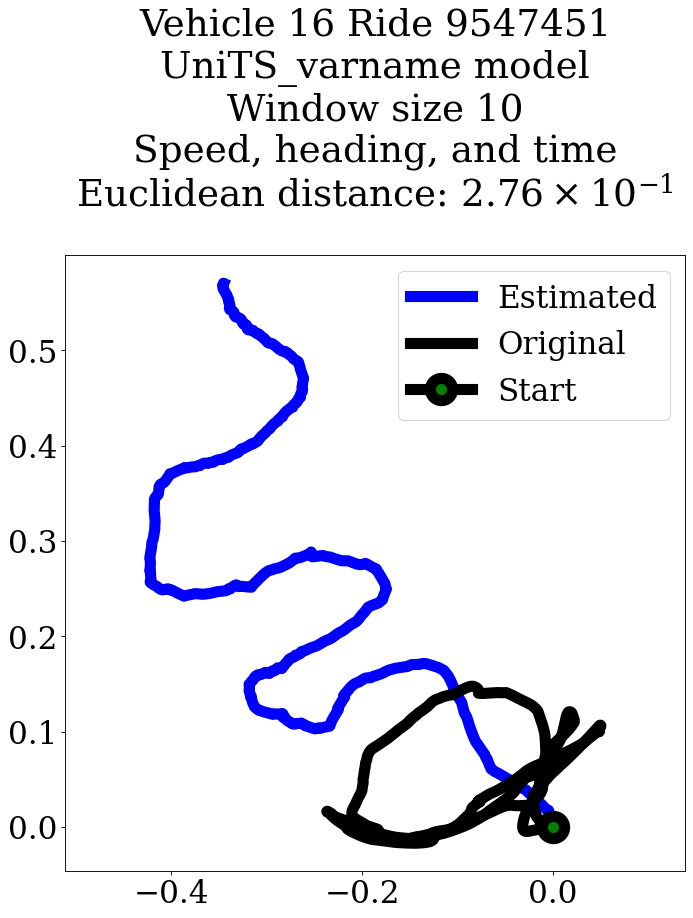 Vehicle 16 Ride 9547451
UniTS_varname model
Window size 10
Speed, heading, and time
Euclidean distance: 2.76 × 10⁻¹
Estimated
Original
Start
0.5
0.4
0.3
0.2
0.1
0.0
−0.4
−0.2
0.0